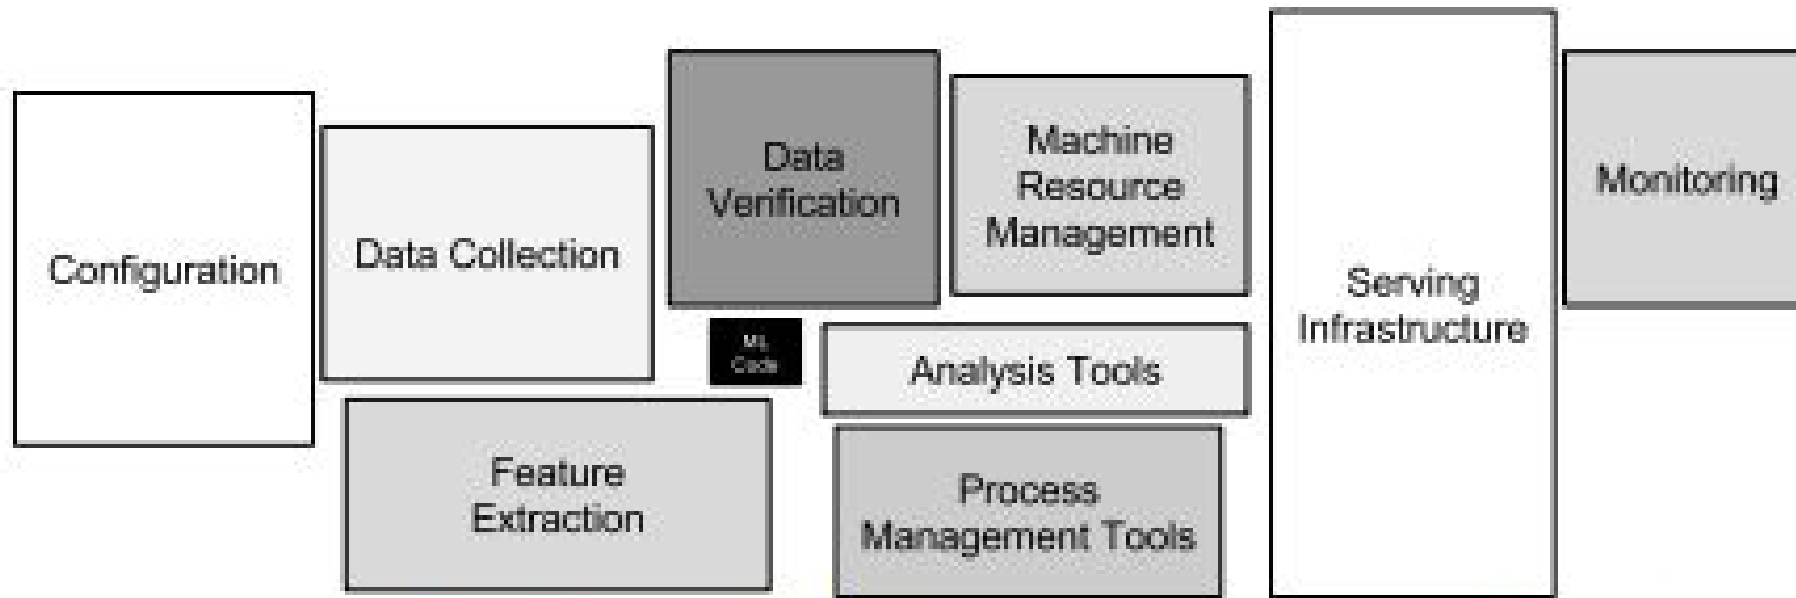 Configuration
Data Collection
Data
Verification
Machine
Resource
Management
Monitoring
Serving
Infrastructure
ML
Code
Analysis Tools
Feature
Extraction
Process
Management Tools